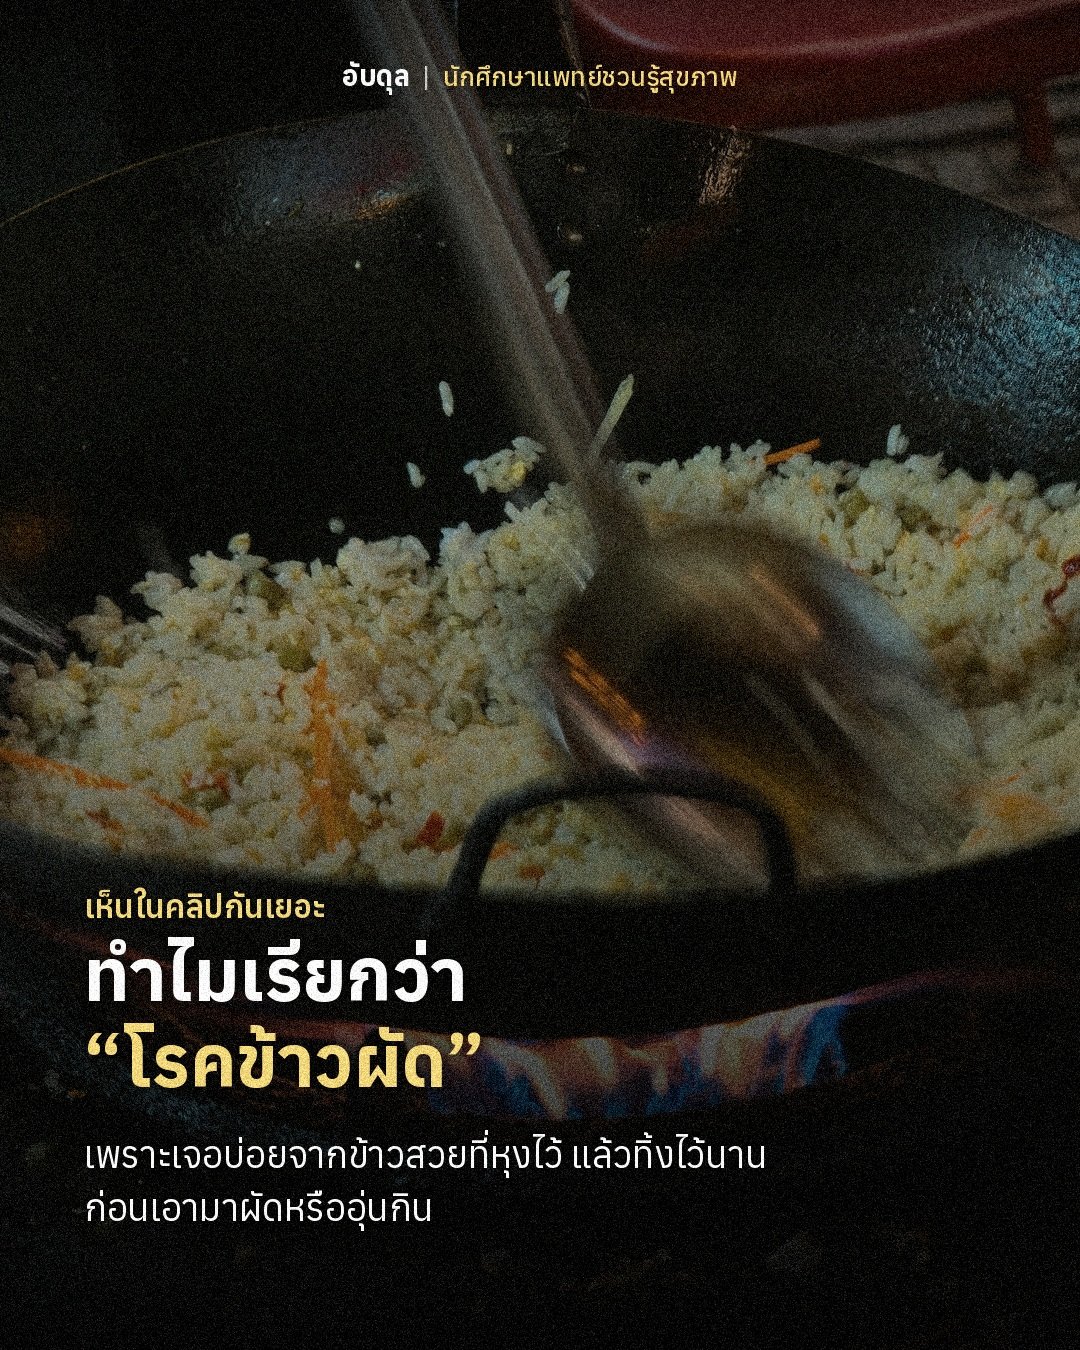 อับดุล | นักศึกษาแพทย์ชวนรู้สุขภาพ
เห็นในคลิปกันเยอะ
ทำไมเรียกว่า
“โรคข้าวผัด”
เพราะเจอบ่อยจากข้าวสวยที่หุงไว้ แล้วทิ้งไว้นาน
ก่อนเอามาผัดหรืออุ่นกิน